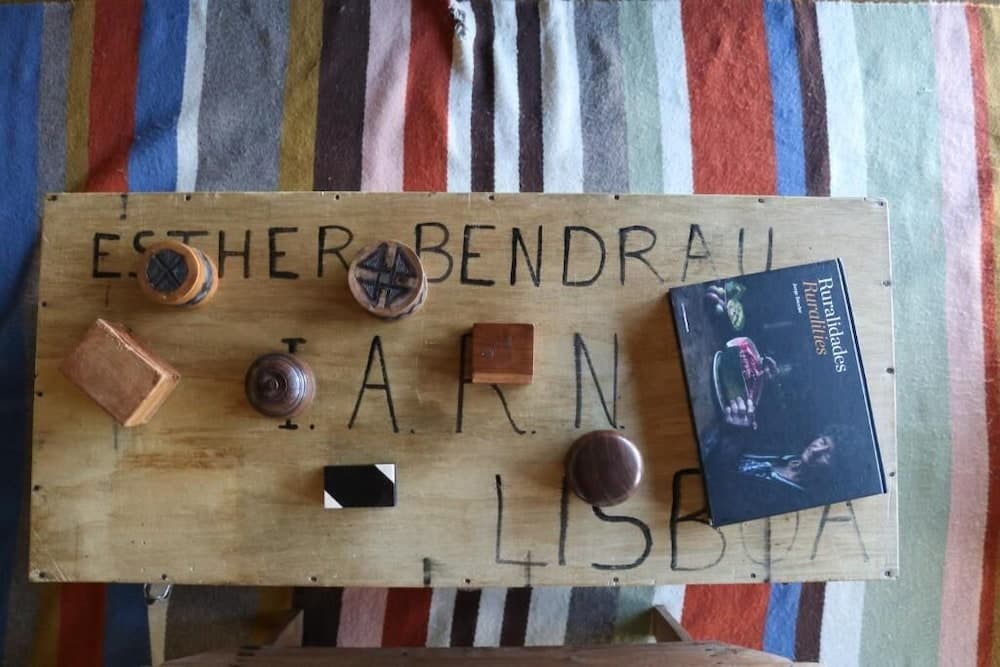 ESTHER BENDRAU
I. A. R. N.
LISBOA
Ruralidades
Ruralities